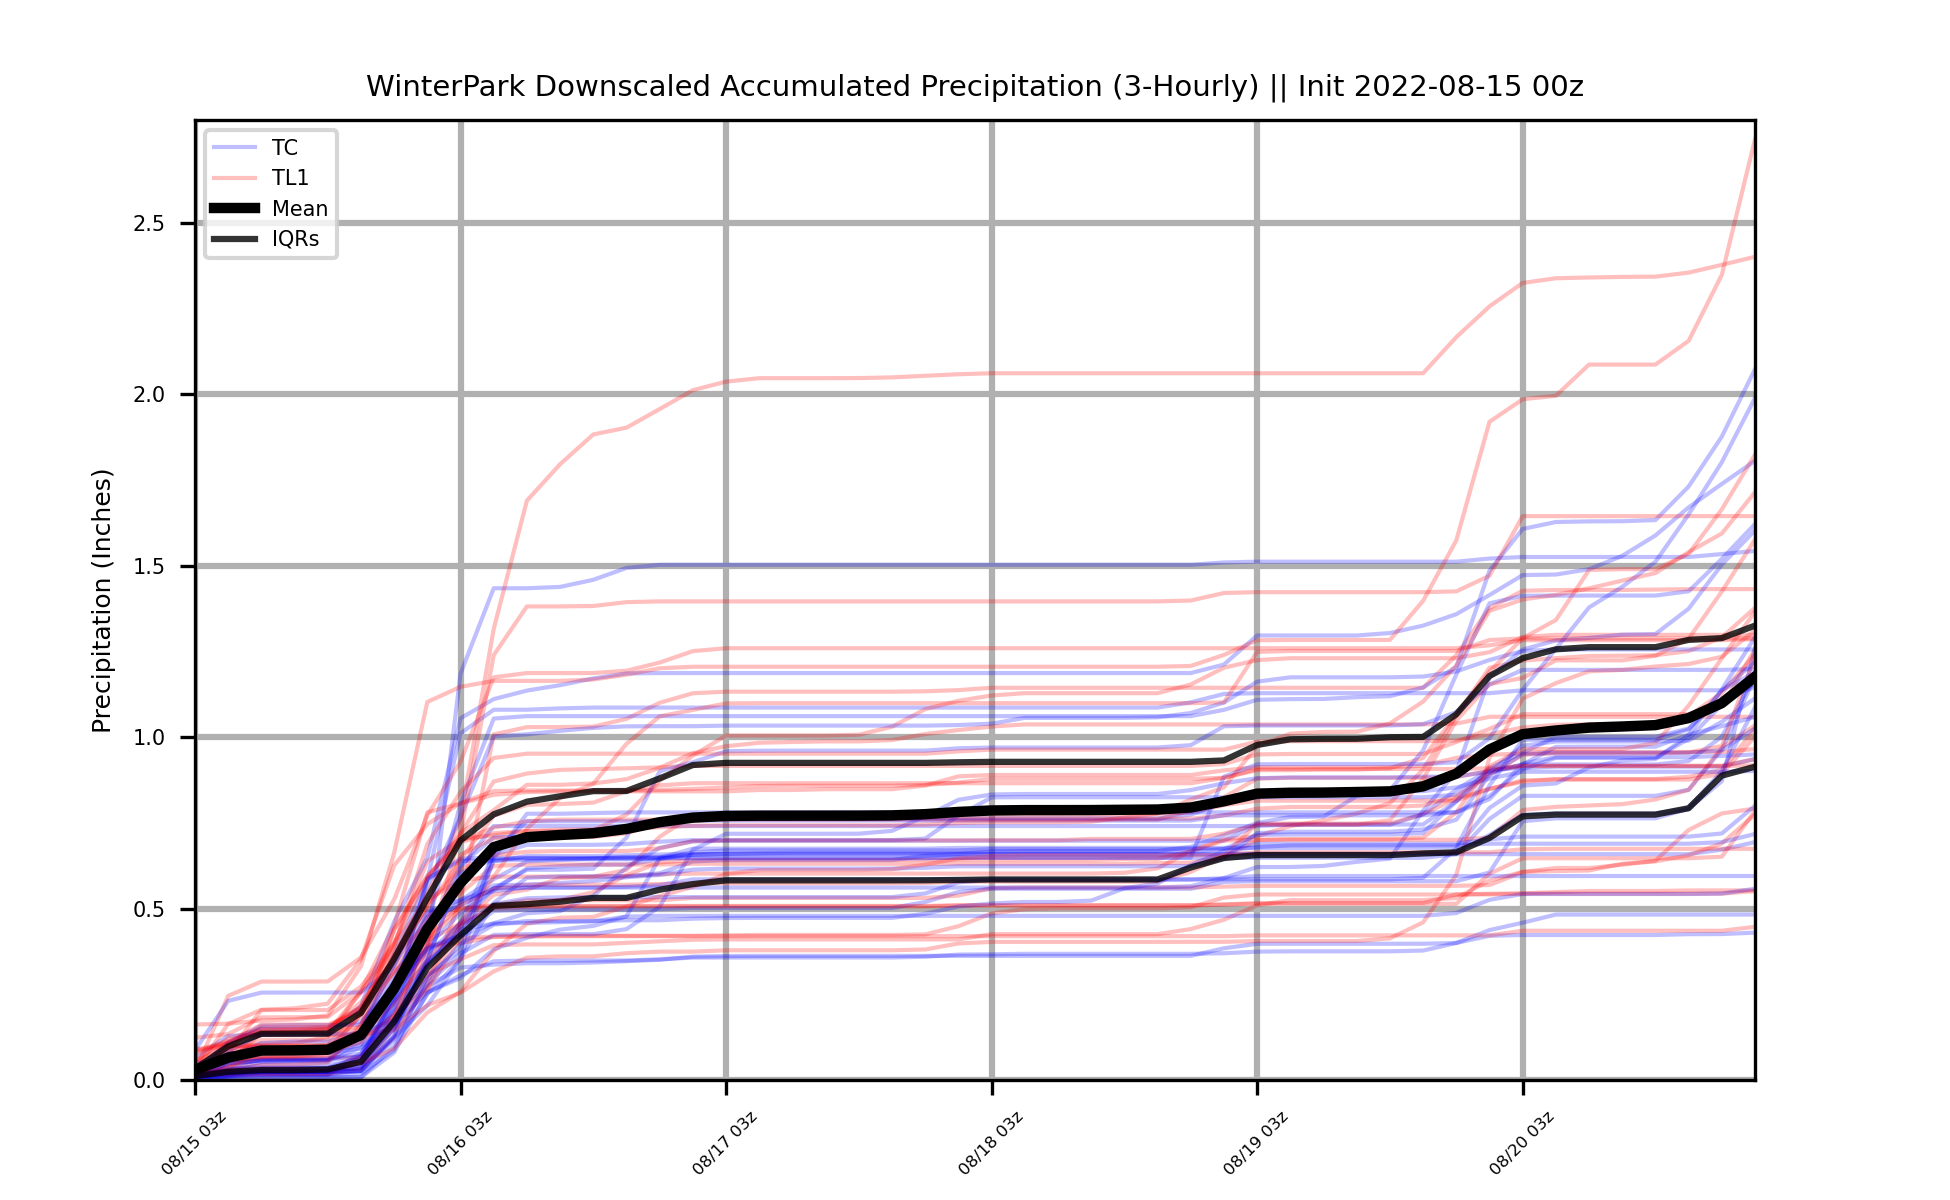 WinterPark Downscaled Accumulated Precipitation (3-Hourly) || Init 2022-08-15 00z
TC
TL1
Mean
IQRs
Precipitation (Inches)
2.5
2.0
1.5
1.0
0.5
0.0
08/15 03z
08/16 03z
08/17 03z
08/18 03z
08/19 03z
08/20 03z